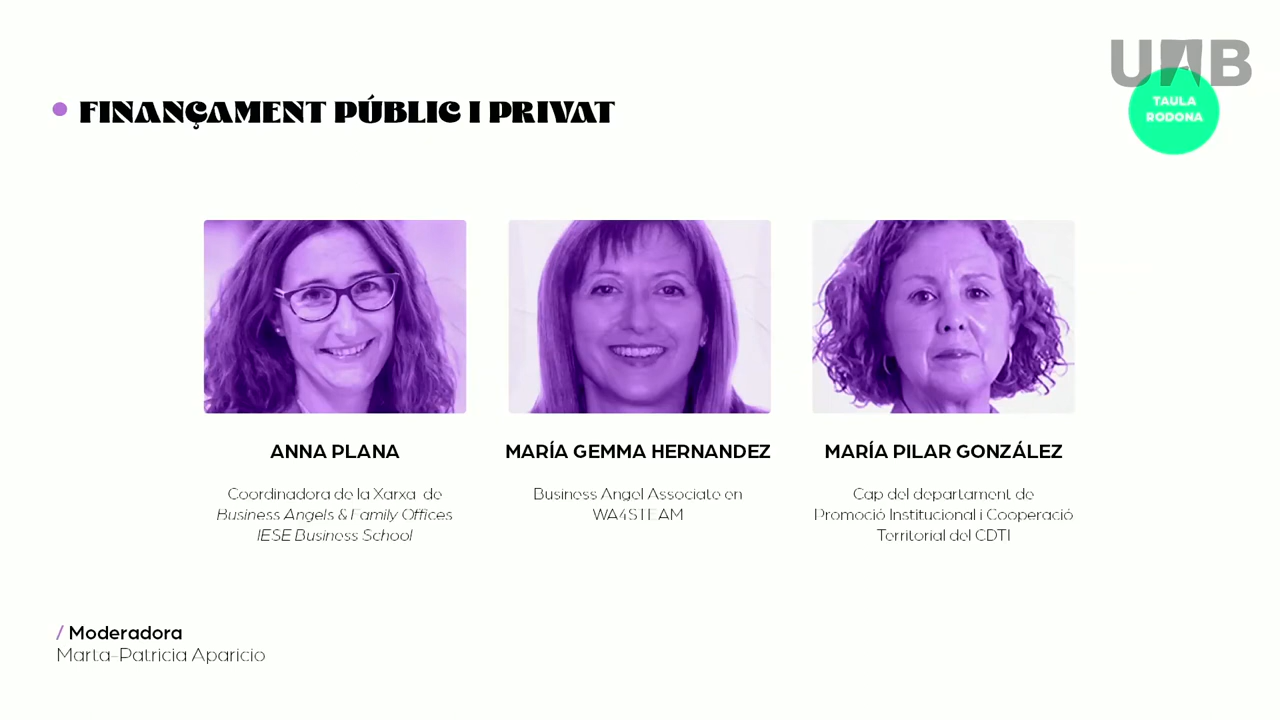 UAB
TAULA
RODONA
FINANÇAMENT PÚBLIC I PRIVAT
ANNA PLANA
Coordinadora de la Xarxa de
Business Angels & Family Offices
IESE Business School
MARÍA GEMMA HERNANDEZ
Business Angel Associate en
WA4STEAM
MARÍA PILAR GONZÁLEZ
Cap del departament de
Promoció Institucional i Cooperació
Territorial del CDTI
/ Moderadora
Marta-Patricia Aparicio